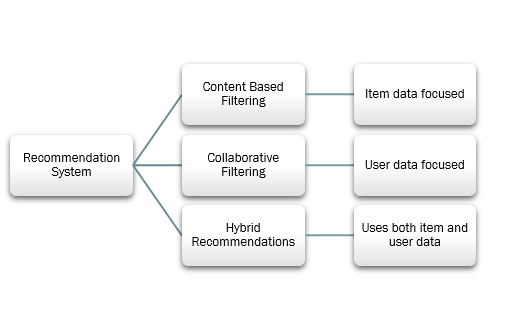 Recommendation
System
Content Based
Filtering
Item data focused
Collaborative
Filtering
User data focused
Hybrid
Recommendations
Uses both item and
user data